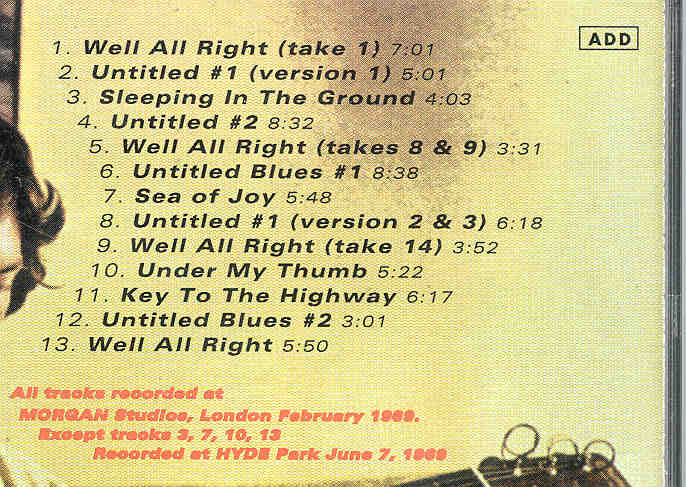 ADD
1. Well All Right (take 1) 7:01
2. Untitled #1 (version 1) 5:01
3. Sleeping In The Ground 4:03
4. Untitled #2 8:32
5. Well All Right (takes 8 & 9) 3:31
6. Untitled Blues #1 8:38
7. Sea of Joy 5:48
8. Untitled #1 (version 2 & 3) 6:18
9. Well All Right (take 14) 3:52
10. Under My Thumb 5:22
11. Key To The Highway 6:17
12. Untitled Blues #2 3:01
13. Well All Right 5:50
All tracks recorded at
MORGAN Studios, London February 1969.
Except tracks 3, 7, 10, 13
Recorded at HYDE Park June 7, 1969